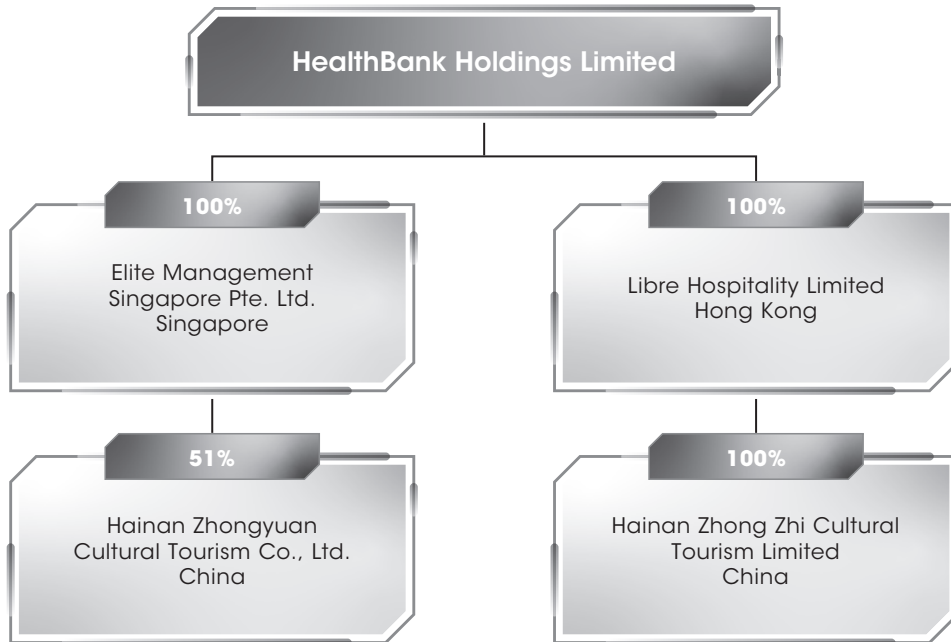 HealthBank Holdings Limited
100%
Elite Management
Singapore Pte. Ltd.
Singapore
100%
Libre Hospitality Limited
Hong Kong
51%
Hainan Zhongyuan
Cultural Tourism Co., Ltd.
China
100%
Hainan Zhong Zhi Cultural
Tourism Limited
China